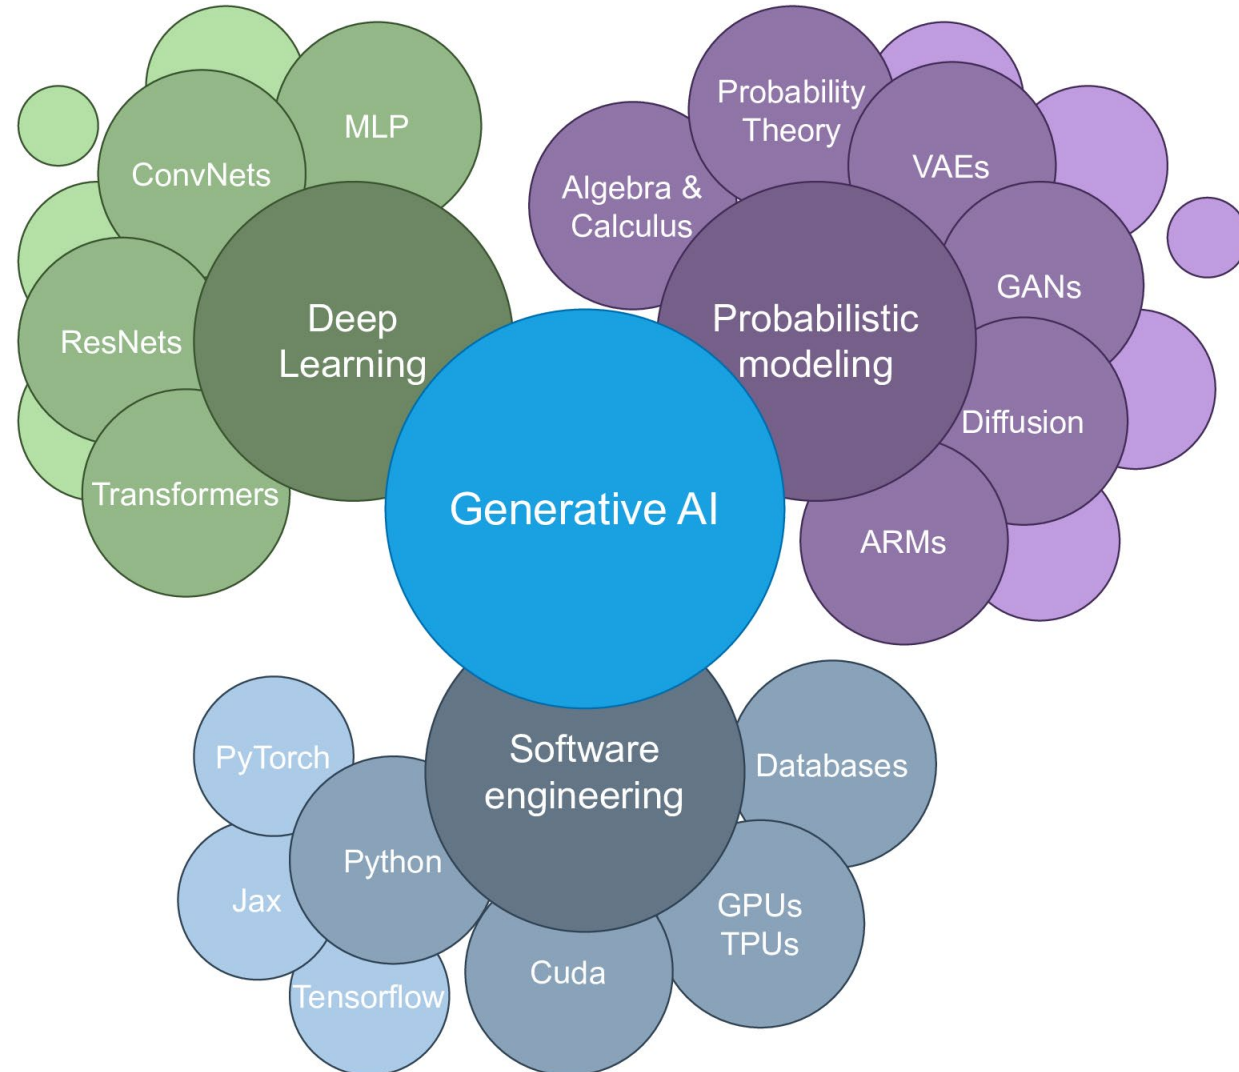 MLP
ConvNets
ResNets
Transformers
Deep
Learning
Probability
Theory
Algebra &
Calculus
VAEs
GANs
Diffusion
ARMs
Probabilistic
modeling
Generative AI
Software
engineering
PyTorch
Jax
Tensorflow
Python
Cuda
GPUs
TPUs
Databases